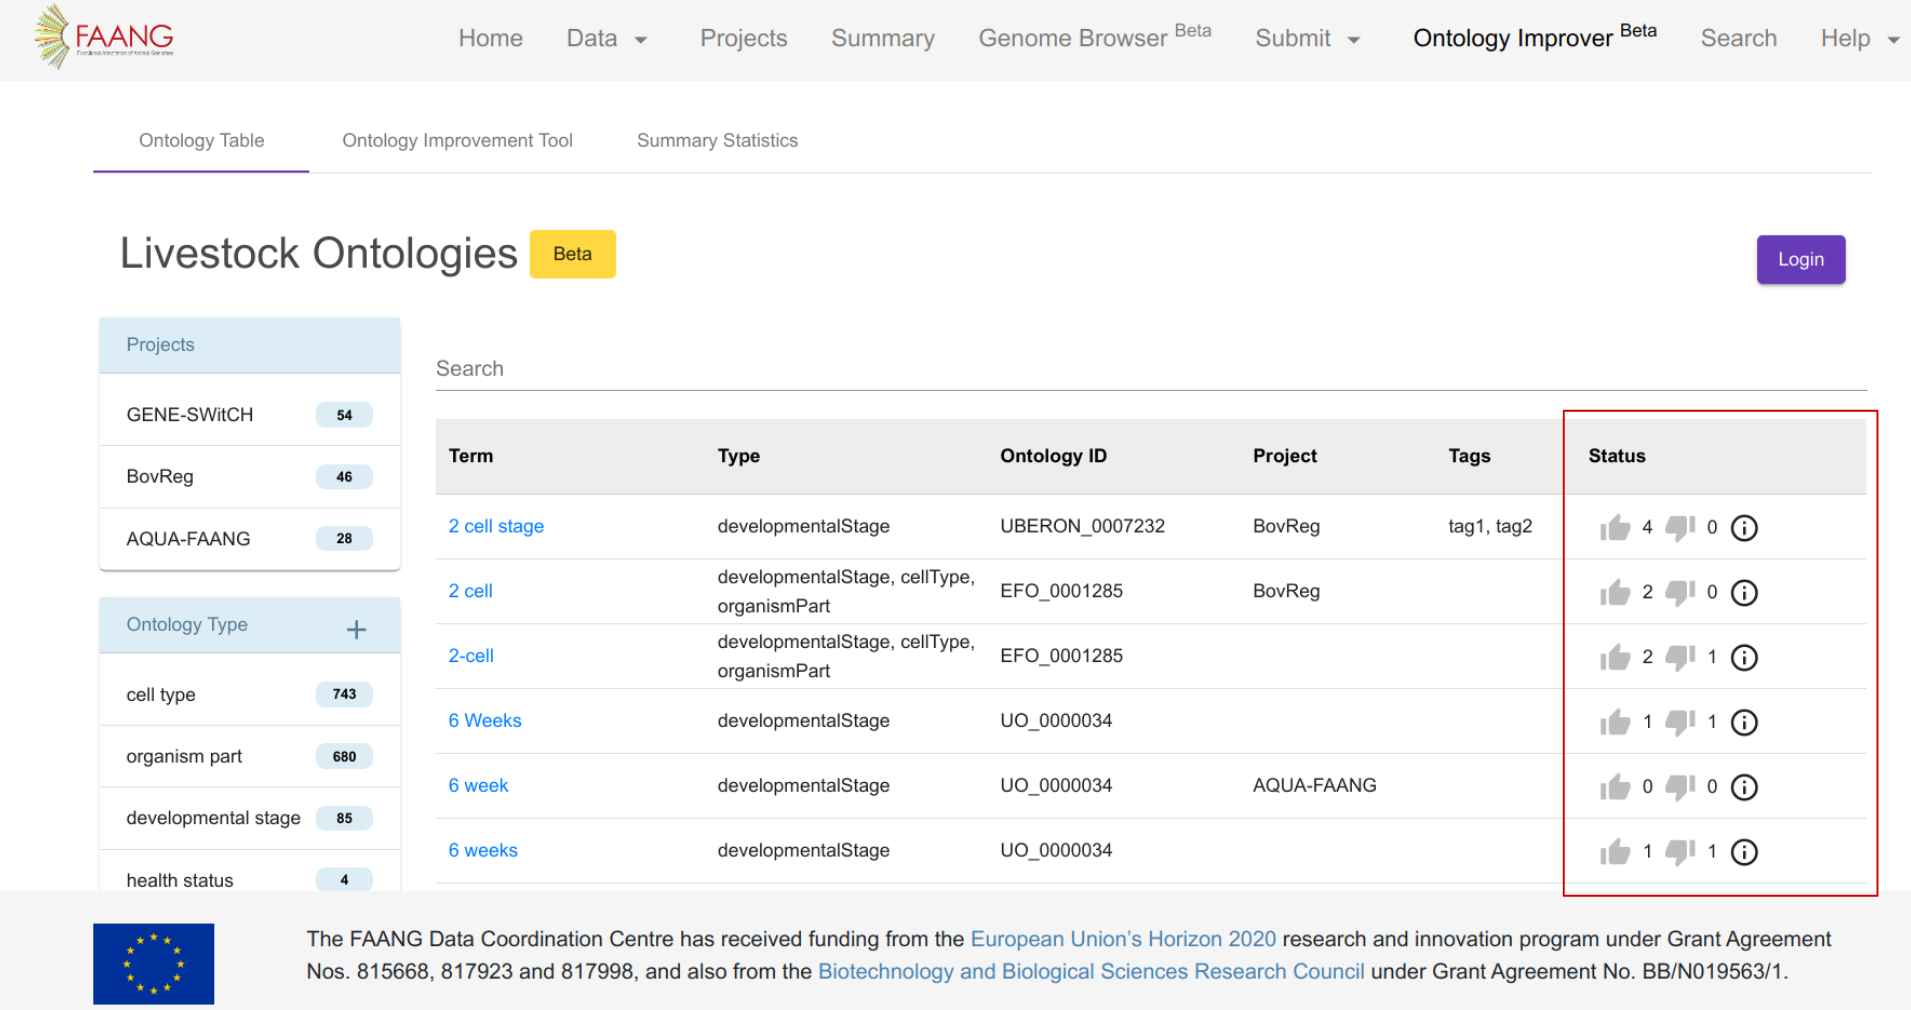 FAANG
Functional Annotation of Animal Genomes
Home Data Projects Summary Genome Browser Beta Submit Ontology Improver Beta Search Help
Ontology Table Ontology Improvement Tool Summary Statistics
Livestock Ontologies Beta
Login
Projects
GENE-SWitCH 54
BovReg 46
AQUA-FAANG 28
Ontology Type +
cell type 743
organism part 680
developmental stage 85
health status 4
Search
Term Type Ontology ID Project Tags Status
2 cell stage developmentalStage UBERON_0007232 BovReg tag1, tag2 4 0
2 cell developmentalStage, cellType, organismPart EFO_0001285 BovReg 2 0
2-cell developmentalStage, cellType, organismPart EFO_0001285 2 1
6 Weeks developmentalStage UO_0000034 1 1
6 week developmentalStage UO_0000034 AQUA-FAANG 0 0
6 weeks developmentalStage UO_0000034 1 1
The FAANG Data Coordination Centre has received funding from the European Union's Horizon 2020 research and innovation program under Grant Agreement
Nos. 815668, 817923 and 817998, and also from the Biotechnology and Biological Sciences Research Council under Grant Agreement No. BB/N019563/1.